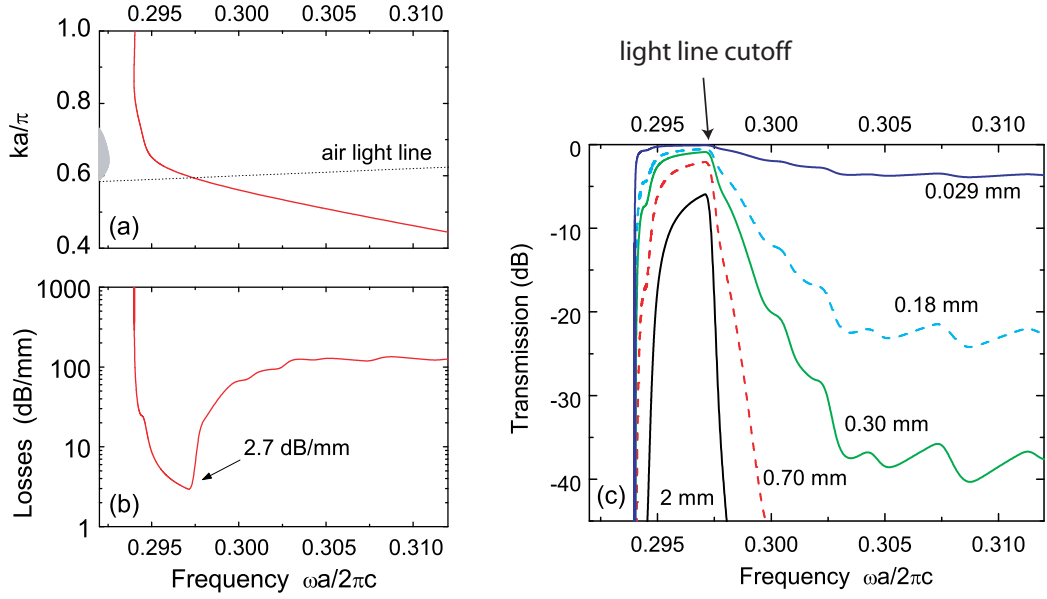 0.295 0.300 0.305 0.310
1.0
0.8
0.6
0.4
ka/π
air light line
(a)
1000
100
10
1
Losses (dB/mm)
2.7 dB/mm
(b)
0.295 0.300 0.305 0.310
Frequency ωa/2πc
light line cutoff
0.295 0.300 0.305 0.310
0
-10
-20
-30
-40
Transmission (dB)
0.029 mm
0.18 mm
0.30 mm
0.70 mm
2 mm
(c)
0.295 0.300 0.305 0.310
Frequency ωa/2πc